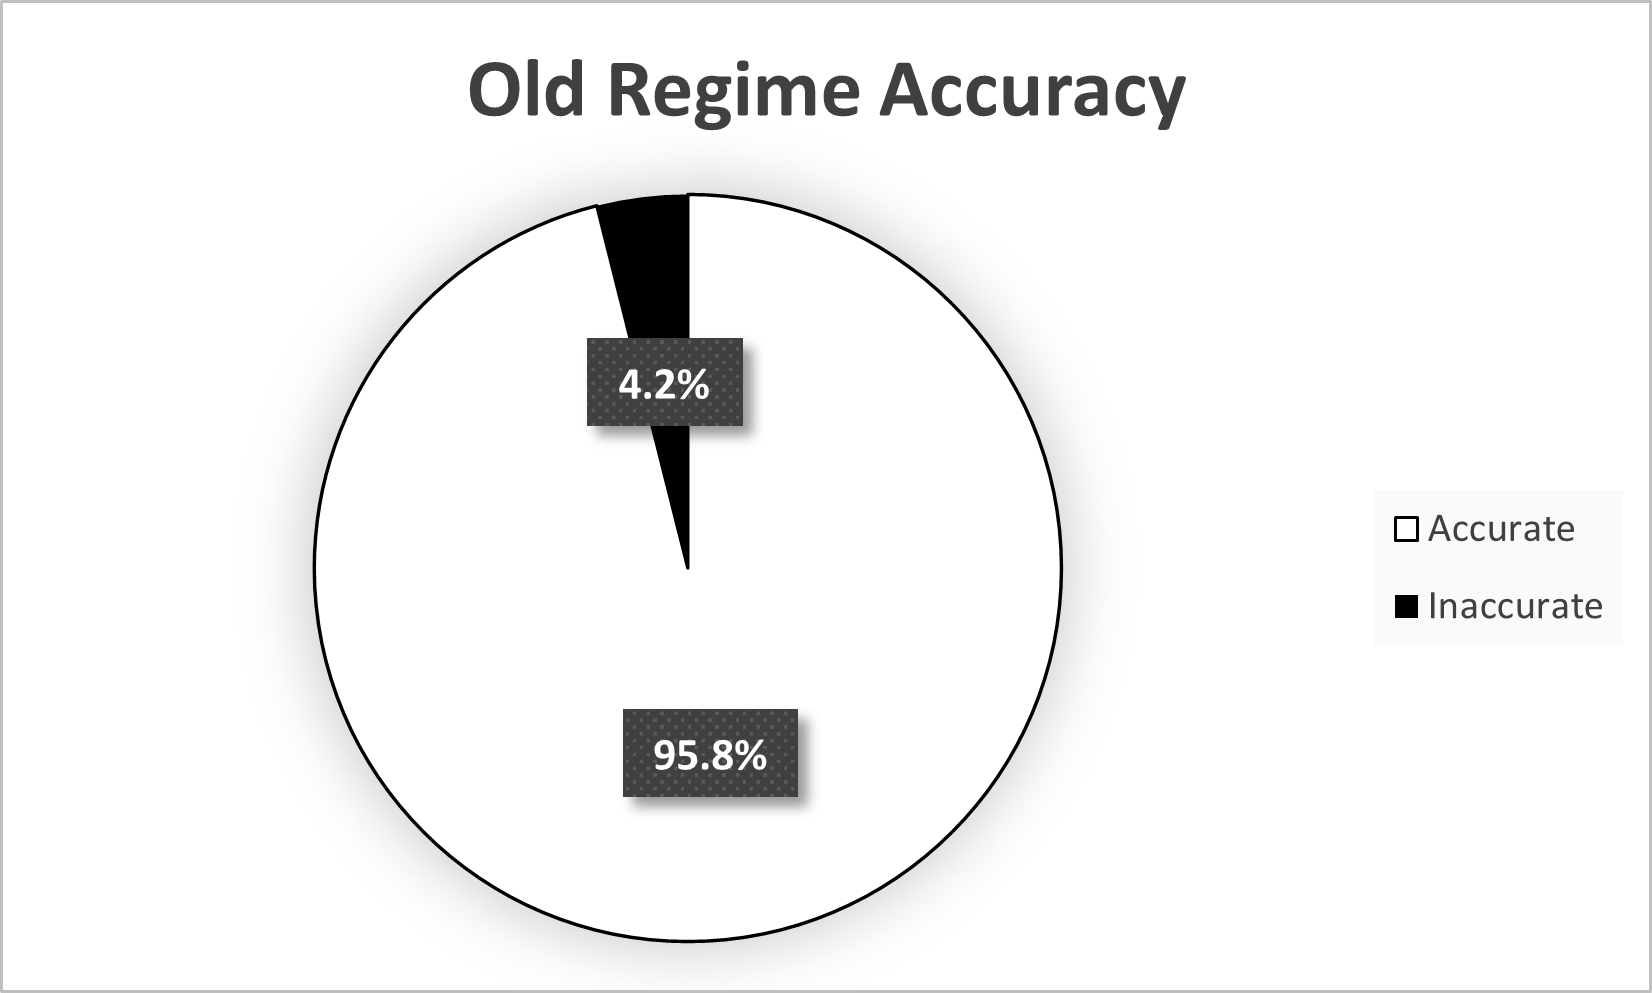 Old Regime Accuracy
4.2%
95.8%
Accurate
Inaccurate